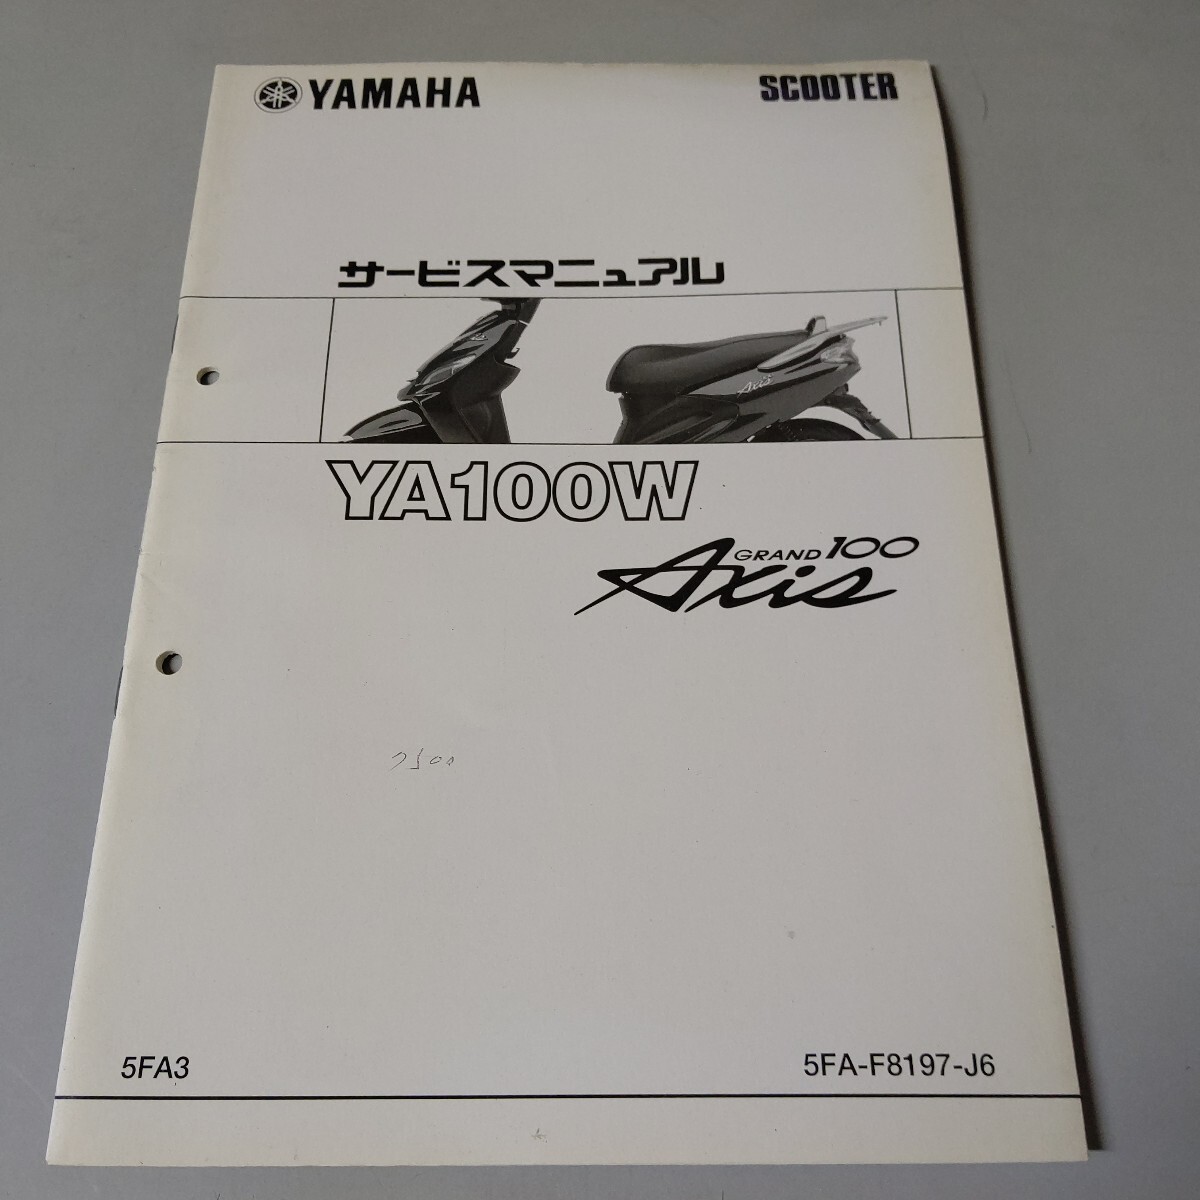 YAMAHA SCOOTER
サービスマニュアル
Axis
YA100W
GRAND 100
Axis
5FA3 5FA-F8197-J6